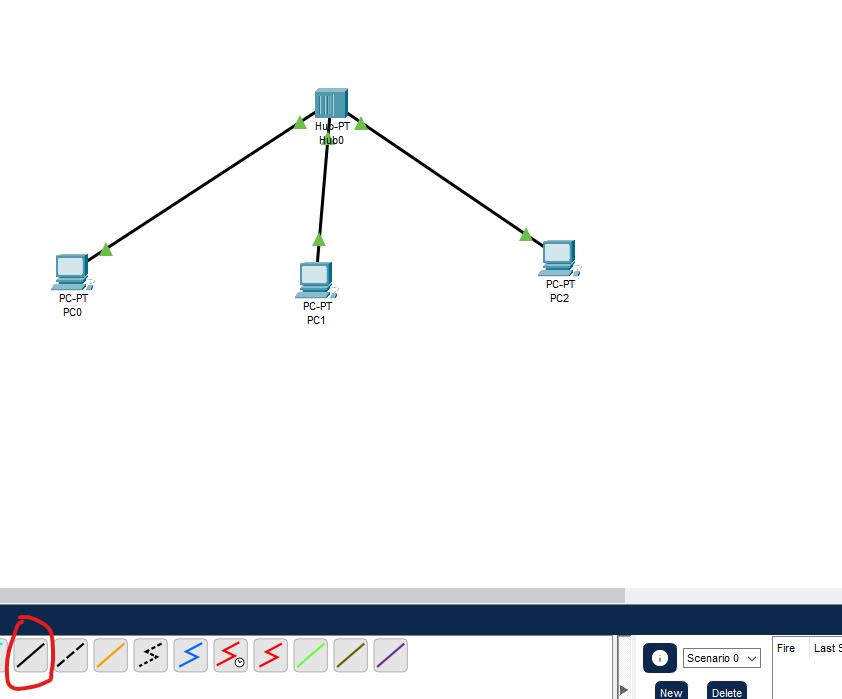 Hub-PT
Hub0
PC-PT
PC0
PC-PT
PC1
PC-PT
PC2
Scenario 0
Fire
Last S
New
Delete